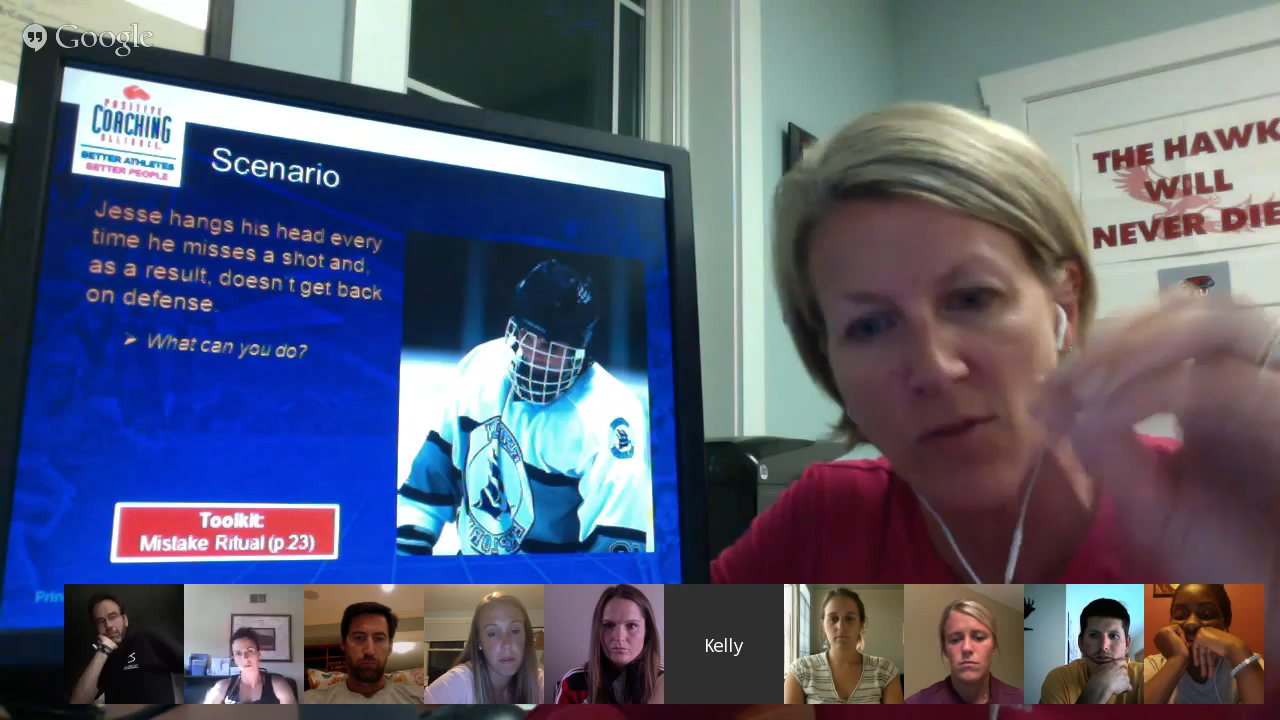 Google
POSITIVE
COACHING
ALLIANCE
BETTER ATHLETES
BETTER PEOPLE
Scenario
Jesse hangs his head every
time he misses a shot and,
as a result, doesn't get back
on defense.
➢ What can you do?
Toolkit:
Mistake Ritual (p.23)
Prin
THE HAWK
WILL
NEVER DIE
Kelly